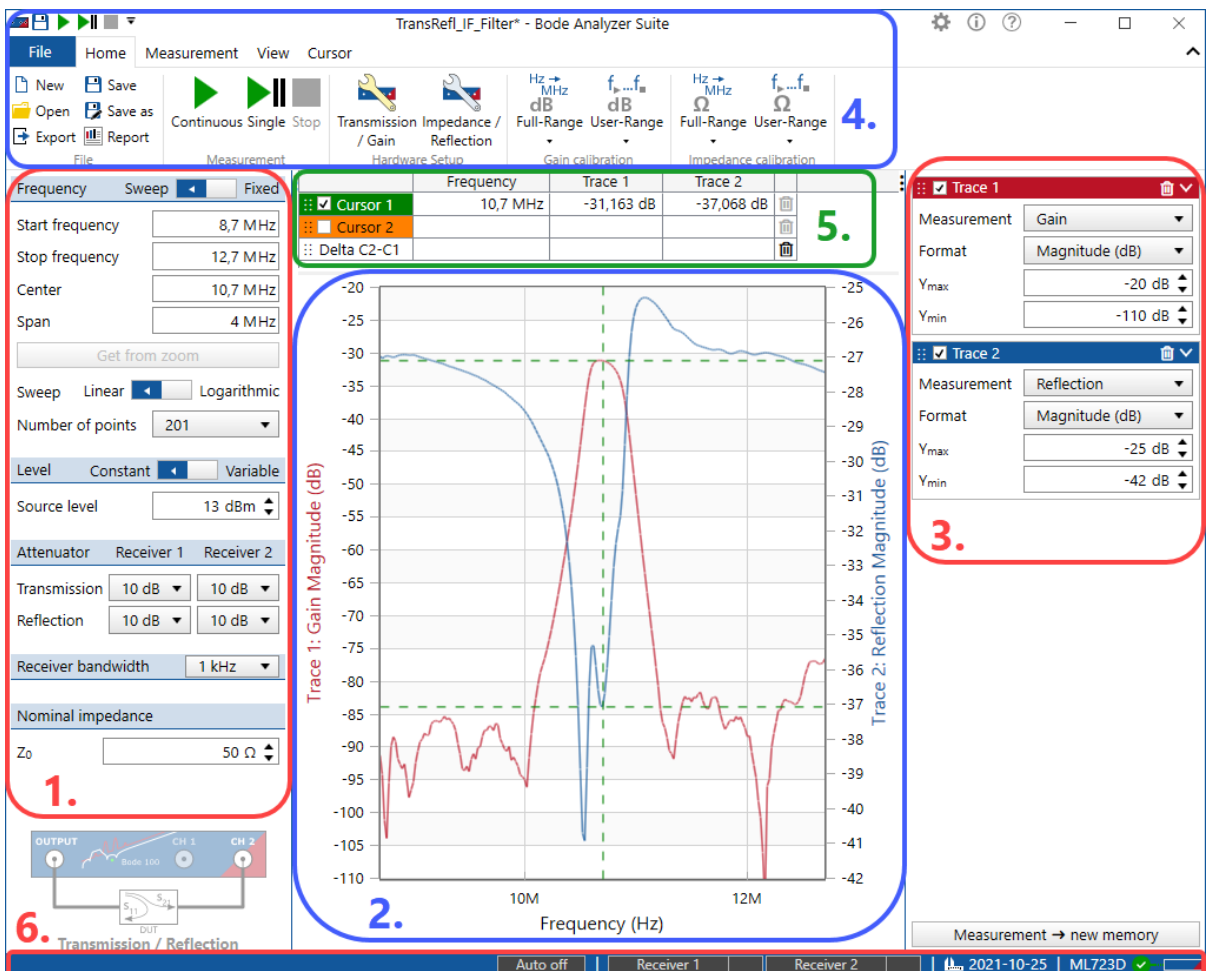 TransRefl_IF_Filter* - Bode Analyzer Suite
File Home Measurement View Cursor
New Save
Open Save as
Export Report
File
Continuous Single Stop
Measurement
Transmission / Gain
Impedance / Reflection
Hardware Setup
Hz → MHz dB Full-Range
f▶...f■ dB User-Range
Gain calibration
Hz → MHz Ω Full-Range
f▶...f■ Ω User-Range
Impedance calibration
4.
Frequency Sweep Fixed
Start frequency 8,7 MHz
Stop frequency 12,7 MHz
Center 10,7 MHz
Span 4 MHz
Get from zoom
Sweep Linear Logarithmic
Number of points 201
Level Constant Variable
Source level 13 dBm
Attenuator Receiver 1 Receiver 2
Transmission 10 dB 10 dB
Reflection 10 dB 10 dB
Receiver bandwidth 1 kHz
Nominal impedance
Z0 50 Ω
1.
OUTPUT CH 1 CH 2
Bode 100
S11 S21
DUT
Transmission / Reflection
6.
Frequency Trace 1 Trace 2
Cursor 1 10,7 MHz -31,163 dB -37,068 dB
Cursor 2
Delta C2-C1
5.
Trace 1: Gain Magnitude (dB)
-20
-25
-30
-35
-40
-45
-50
-55
-60
-65
-70
-75
-80
-85
-90
-95
-100
-105
-110
-25
-26
-27
-28
-29
-30
-31
-32
-33
-34
-35
-36
-37
-38
-39
-40
-41
-42
Trace 2: Reflection Magnitude (dB)
10M 12M
Frequency (Hz)
2.
Trace 1
Measurement Gain
Format Magnitude (dB)
Ymax -20 dB
Ymin -110 dB
Trace 2
Measurement Reflection
Format Magnitude (dB)
Ymax -25 dB
Ymin -42 dB
3.
Measurement → new memory
Auto off Receiver 1 Receiver 2 2021-10-25 ML723D